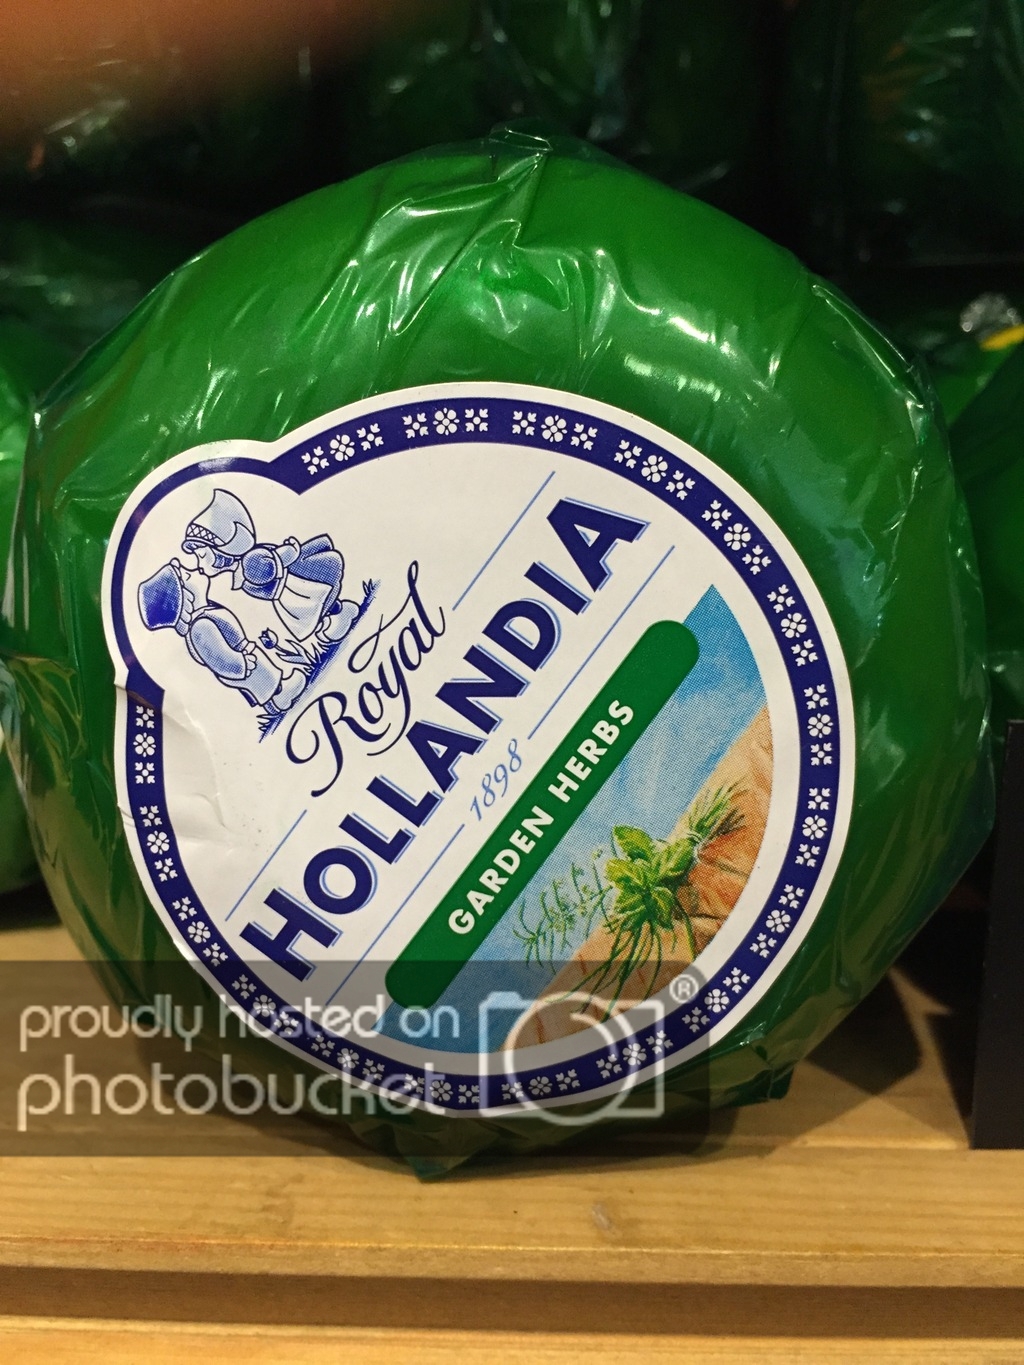 Royal
HOLLANDIA
1898
GARDEN HERBS
proudly hosted on
photobucket®